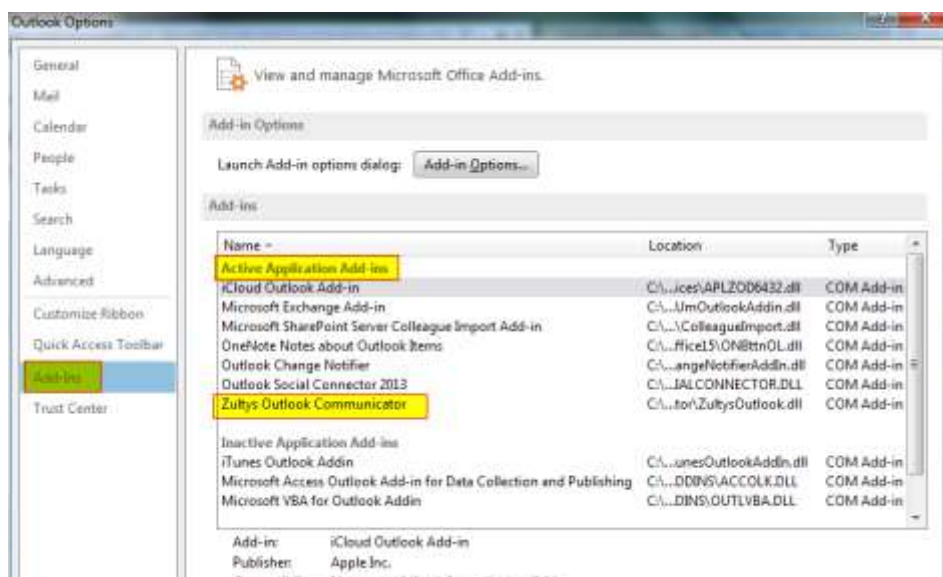 Outlook Options
General
Mail
Calendar
People
Tasks
Search
Language
Advanced
Customize Ribbon
Quick Access Toolbar
Add-Ins
Trust Center
View and manage Microsoft Office Add-ins.
Add-in Options
Launch Add-in options dialog: Add-in Options...
Add-ins
Name Location Type
Active Application Add-ins
iCloud Outlook Add-in C:\...ices\APLZOD6432.dll COM Add-in
Microsoft Exchange Add-in C:\...UmOutlookAddin.dll COM Add-in
Microsoft SharePoint Server Colleague Import Add-in C:\...\ColleagueImport.dll COM Add-in
OneNote Notes about Outlook Items C:\...ffice15\ONBttnOL.dll COM Add-in
Outlook Change Notifier C:\...angeNotifierAddIn.dll COM Add-in
Outlook Social Connector 2013 C:\...IALCONNECTOR.DLL COM Add-in
Zultys Outlook Communicator C:\...tor\ZultysOutlook.dll COM Add-in
Inactive Application Add-ins
iTunes Outlook Addin C:\...unesOutlookAddIn.dll COM Add-in
Microsoft Access Outlook Add-in for Data Collection and Publishing C:\...DDINS\ACCOLK.DLL COM Add-in
Microsoft VBA for Outlook Addin C:\...DINS\OUTLVBA.DLL COM Add-in
Add-in: iCloud Outlook Add-in
Publisher: Apple Inc.